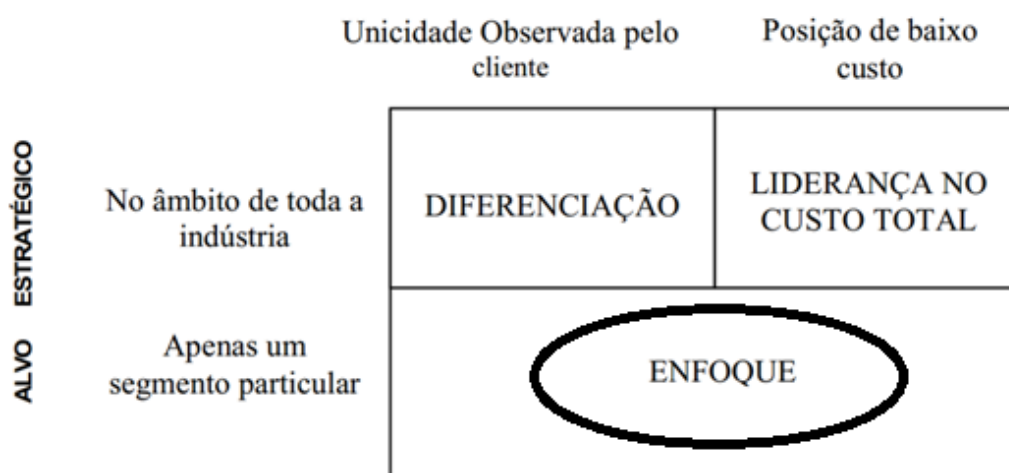 Unicidade Observada pelo
cliente
Posição de baixo
custo
ALVO ESTRATÉGICO
No âmbito de toda a
indústria
DIFERENCIAÇÃO
LIDERANÇA NO
CUSTO TOTAL
Apenas um
segmento particular
ENFOQUE